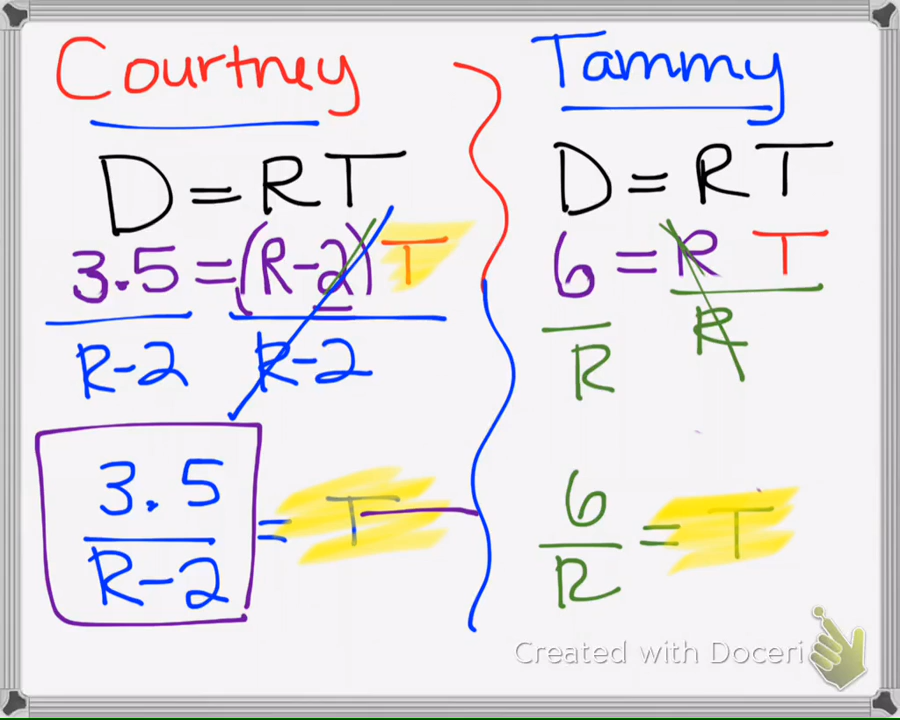 Courtney
D = RT
3.5 = (R-2) T
R-2 R-2
3.5
R-2
= T
Tammy
D = RT
6 = R T
R R
6
R
= T
Created with Doceri